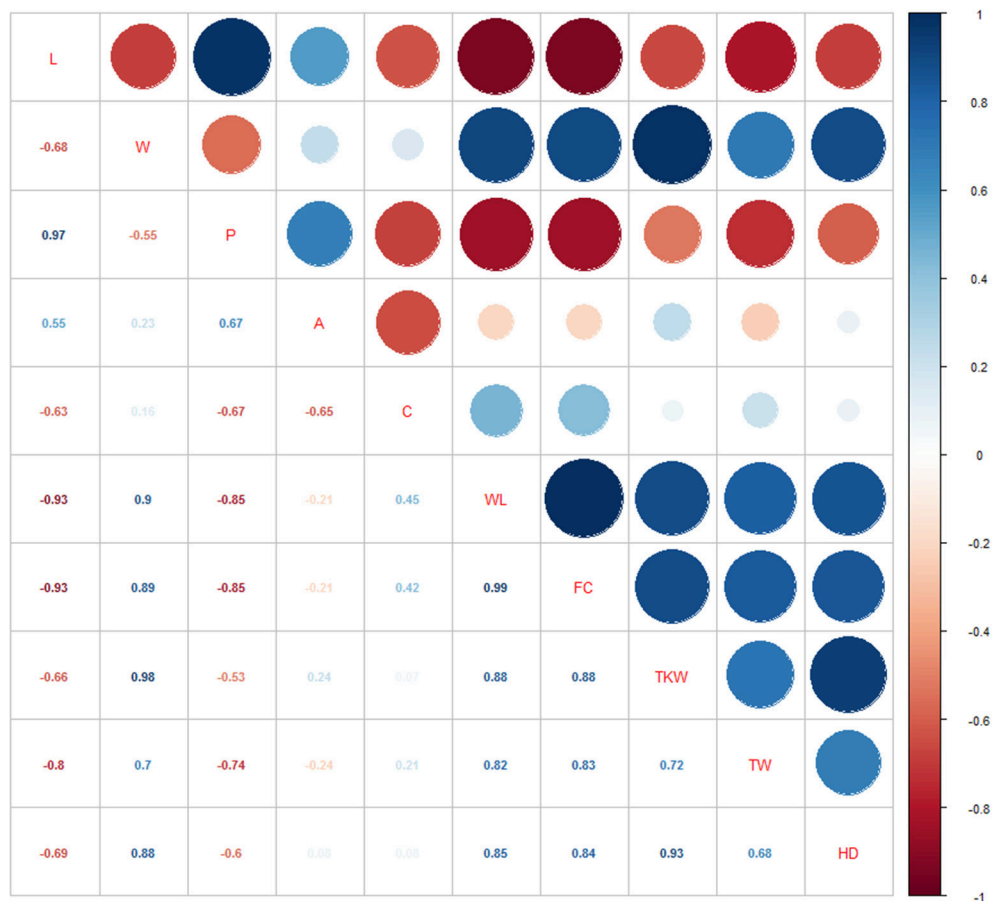 L
-0.68 W
0.97 -0.55 P
0.55 0.23 0.67 A
-0.63 0.16 -0.67 -0.65 C
-0.93 0.9 -0.85 -0.21 0.45 WL
-0.93 0.89 -0.85 -0.21 0.42 0.99 FC
-0.66 0.98 -0.53 0.24 0.07 0.88 0.88 TKW
-0.8 0.7 -0.74 -0.24 0.21 0.82 0.83 0.72 TW
-0.69 0.88 -0.6 0.08 0.08 0.85 0.84 0.93 0.68 HD
1
0.8
0.6
0.4
0.2
0
-0.2
-0.4
-0.6
-0.8
-1